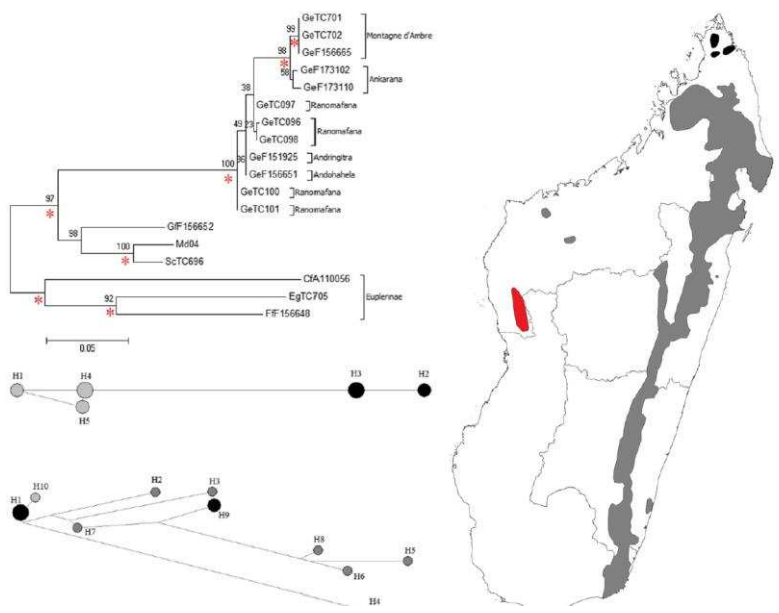 99
GeTC701
GeTC702
GeF156665
Montagne d'Ambre
98
58
GeF173102
GeF173110
Ankarana
38
GeTC097
Ranomafana
49
23
GeTC096
GeTC098
Ranomafana
GeF151925
Andringitra
100
GeF156651
Andohahela
GeTC100
Ranomafana
GeTC101
Ranomafana
97
98
GfF156652
100
Md04
ScTC696
CfA110056
92
EgTC705
FfF156648
Euplerinae
0.05
H1
H4
H5
H3
H2
H1
H10
H2
H3
H9
H7
H8
H5
H6
H4